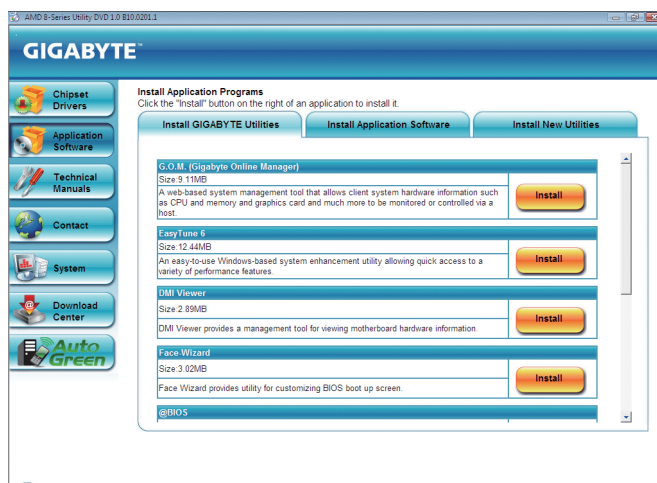 AMD 8-Series Utility DVD 1.0 B10.0201.1
GIGABYTE™
Chipset
Drivers
Application
Software
Technical
Manuals
Contact
System
Download
Center
Auto
Green
Install Application Programs
Click the "Install" button on the right of an application to install it.
Install GIGABYTE Utilities
Install Application Software
Install New Utilities
G.O.M. (Gigabyte Online Manager)
Size:9.11MB
A web-based system management tool that allows client system hardware information such
as CPU and memory and graphics card and much more to be monitored or controlled via a
host.
Install
EasyTune 6
Size:12.44MB
An easy-to-use Windows-based system enhancement utility allowing quick access to a
variety of performance features.
Install
DMI Viewer
Size:2.89MB
DMI Viewer provides a management tool for viewing motherboard hardware information.
Install
Face-Wizard
Size:3.02MB
Face Wizard provides utility for customizing BIOS boot up screen.
Install
@BIOS